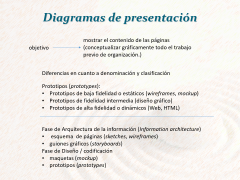 Diagramas de presentación
mostrar el contenido de las páginas
objetivo (conceptualizar gráficamente todo el trabajo
previo de organización.)
Diferencias en cuanto a denominación y clasificación
Prototipos (prototypes):
• Prototipos de baja fidelidad o estáticos (wireframes, mockup)
• Prototipos de fidelidad intermedia (diseño gráfico)
• Prototipos de alta fidelidad o dinámicos (Web, HTML)
Fase de Arquitectura de la información (Information architecture)
• esquema de páginas (sketches, wireframes)
• guiones gráficos (storyboards)
Fase de Diseño / codificación
• maquetas (mockup)
• prototipos (prototypes)